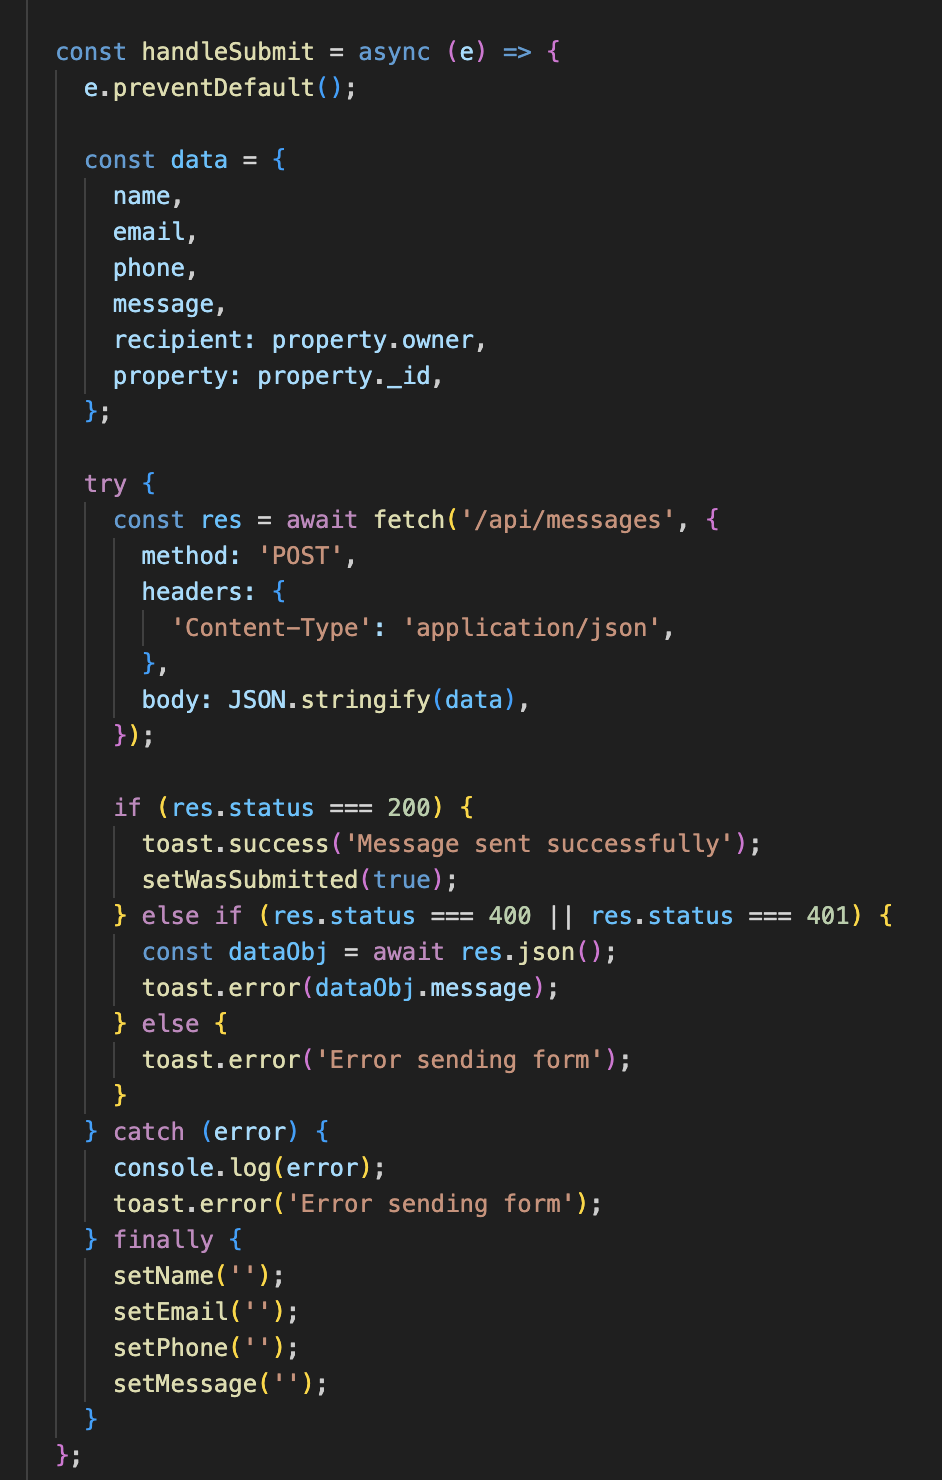 const handleSubmit = async (e) => {
e.preventDefault();
const data = {
name,
email,
phone,
message,
recipient: property.owner,
property: property._id,
};
try {
const res = await fetch('/api/messages', {
method: 'POST',
headers: {
'Content-Type': 'application/json',
},
body: JSON.stringify(data),
});
if (res.status === 200) {
toast.success('Message sent successfully');
setWasSubmitted(true);
} else if (res.status === 400 || res.status === 401) {
const dataObj = await res.json();
toast.error(dataObj.message);
} else {
toast.error('Error sending form');
}
} catch (error) {
console.log(error);
toast.error('Error sending form');
} finally {
setName('');
setEmail('');
setPhone('');
setMessage('');
}
};